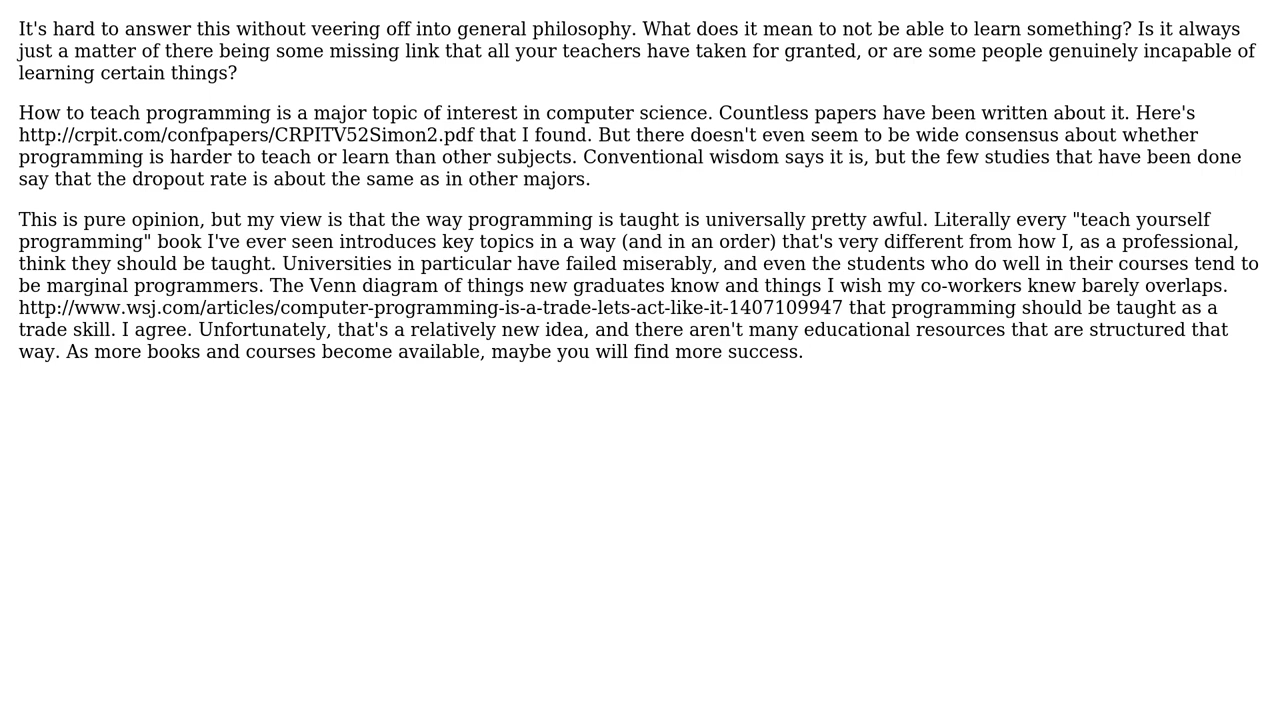 It's hard to answer this without veering off into general philosophy. What does it mean to not be able to learn something? Is it always
just a matter of there being some missing link that all your teachers have taken for granted, or are some people genuinely incapable of
learning certain things?
How to teach programming is a major topic of interest in computer science. Countless papers have been written about it. Here's
http://crpit.com/confpapers/CRPITV52Simon2.pdf that I found. But there doesn't even seem to be wide consensus about whether
programming is harder to teach or learn than other subjects. Conventional wisdom says it is, but the few studies that have been done
say that the dropout rate is about the same as in other majors.
This is pure opinion, but my view is that the way programming is taught is universally pretty awful. Literally every "teach yourself
programming" book I've ever seen introduces key topics in a way (and in an order) that's very different from how I, as a professional,
think they should be taught. Universities in particular have failed miserably, and even the students who do well in their courses tend to
be marginal programmers. The Venn diagram of things new graduates know and things I wish my co-workers knew barely overlaps.
http://www.wsj.com/articles/computer-programming-is-a-trade-lets-act-like-it-1407109947 that programming should be taught as a
trade skill. I agree. Unfortunately, that's a relatively new idea, and there aren't many educational resources that are structured that
way. As more books and courses become available, maybe you will find more success.